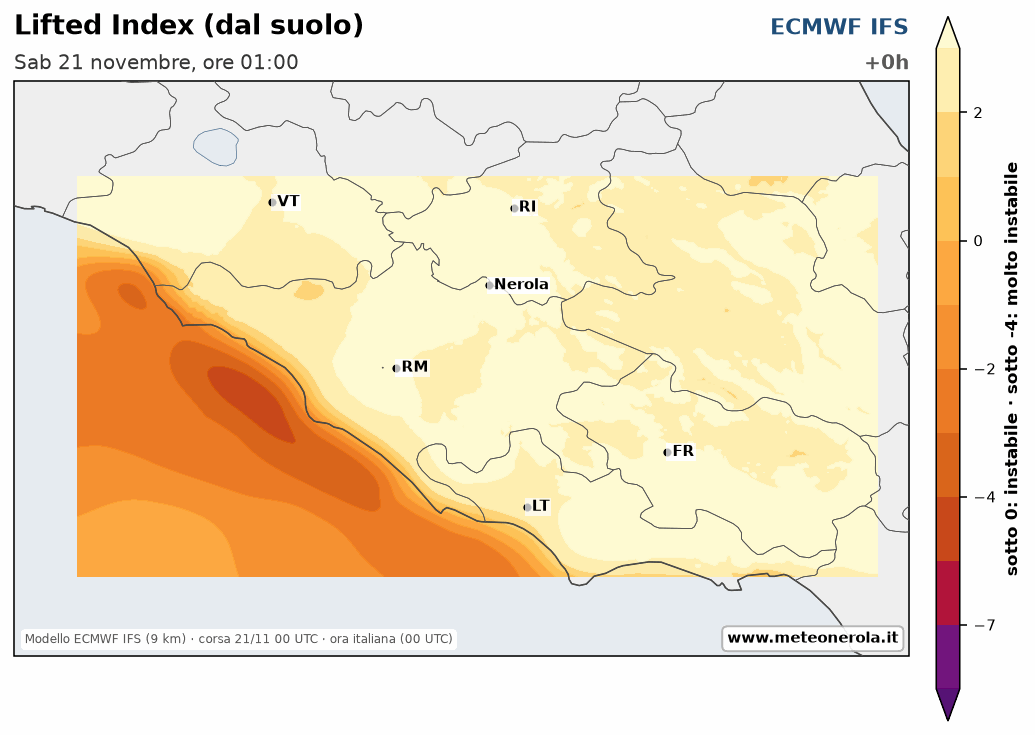 Lifted Index (dal suolo)
ECMWF IFS
Sab 21 novembre, ore 01:00
+0h
VT
RI
Nerola
RM
FR
LT
2
0
−2
−4
−7
sotto 0: instabile · sotto -4: molto instabile
Modello ECMWF IFS (9 km) · corsa 21/11 00 UTC · ora italiana (00 UTC)
www.meteonerola.it